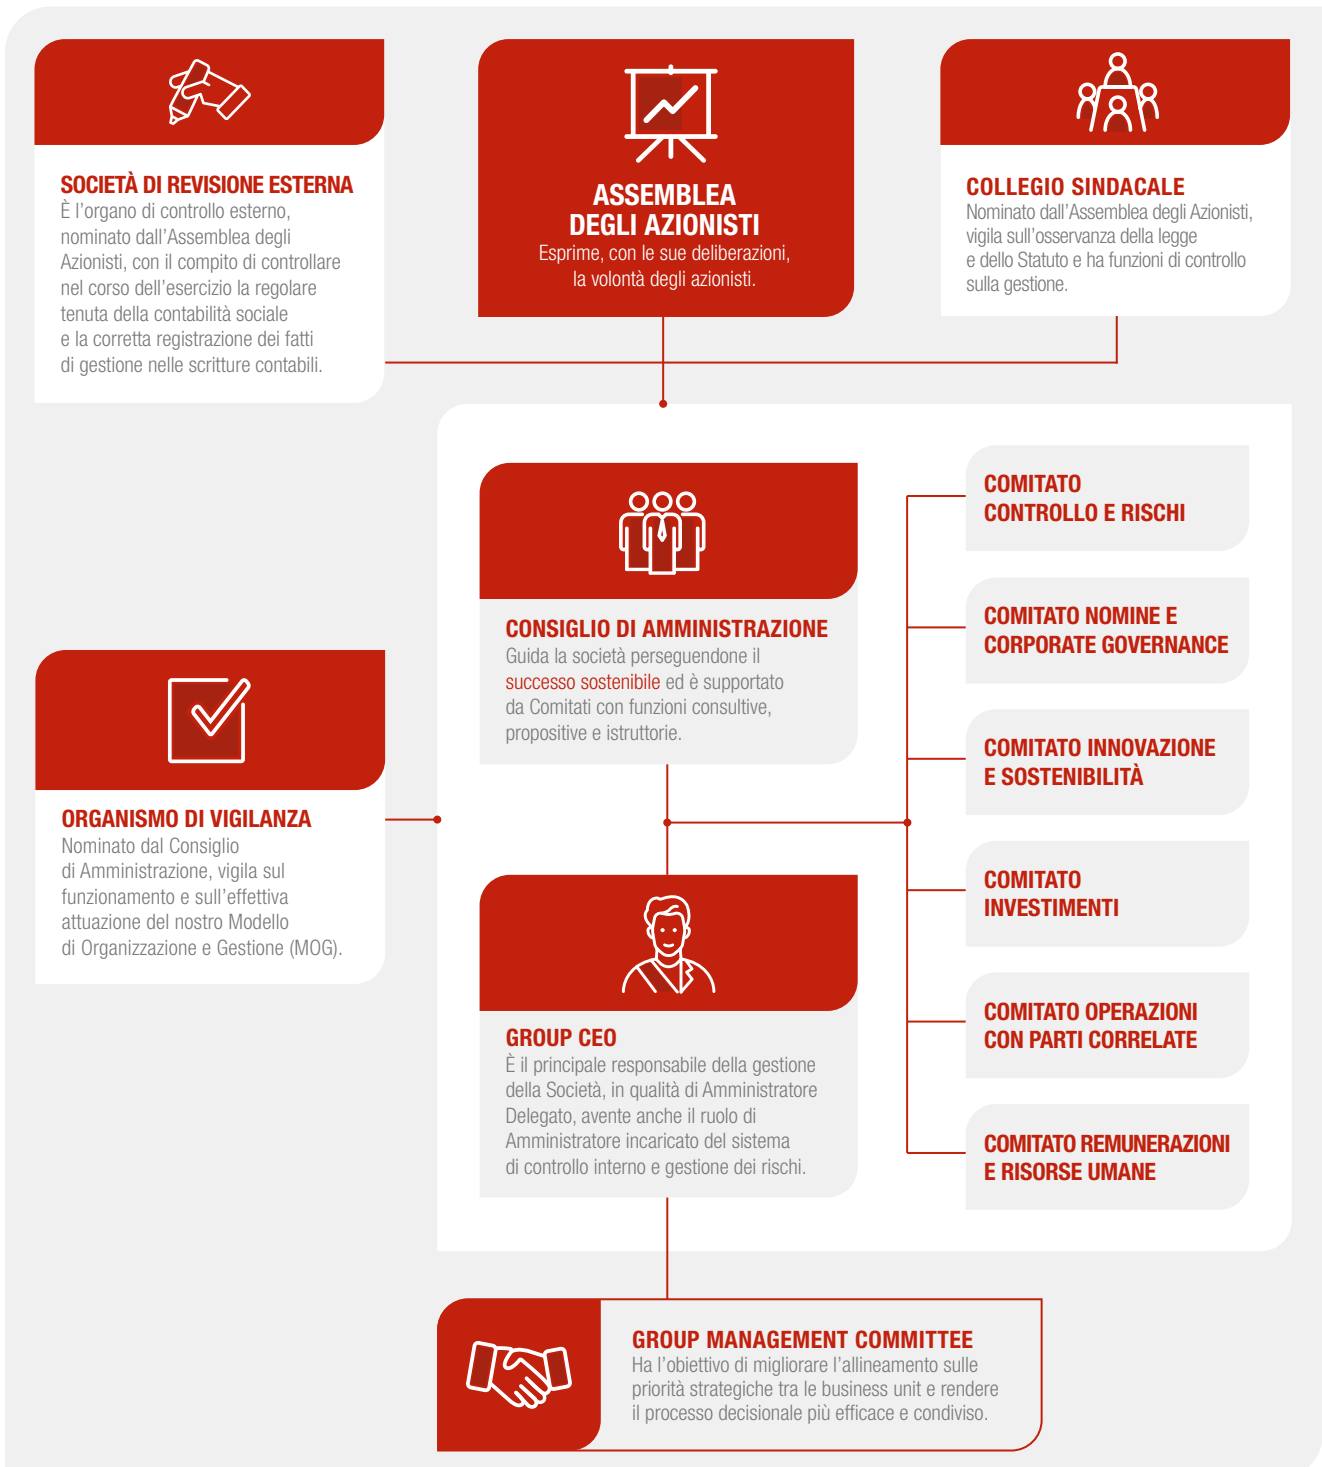 SOCIETÀ DI REVISIONE ESTERNA
È l'organo di controllo esterno,
nominato dall'Assemblea degli
Azionisti, con il compito di controllare
nel corso dell'esercizio la regolare
tenuta della contabilità sociale
e la corretta registrazione dei fatti
di gestione nelle scritture contabili.
ASSEMBLEA
DEGLI AZIONISTI
Esprime, con le sue deliberazioni,
la volontà degli azionisti.
COLLEGIO SINDACALE
Nominato dall'Assemblea degli Azionisti,
vigila sull'osservanza della legge
e dello Statuto e ha funzioni di controllo
sulla gestione.
CONSIGLIO DI AMMINISTRAZIONE
Guida la società perseguendone il
successo sostenibile ed è supportato
da Comitati con funzioni consultive,
propositive e istruttorie.
COMITATO
CONTROLLO E RISCHI
COMITATO NOMINE E
CORPORATE GOVERNANCE
COMITATO INNOVAZIONE
E SOSTENIBILITÀ
COMITATO
INVESTIMENTI
COMITATO OPERAZIONI
CON PARTI CORRELATE
COMITATO REMUNERAZIONI
E RISORSE UMANE
ORGANISMO DI VIGILANZA
Nominato dal Consiglio
di Amministrazione, vigila sul
funzionamento e sull'effettiva
attuazione del nostro Modello
di Organizzazione e Gestione (MOG).
GROUP CEO
È il principale responsabile della gestione
della Società, in qualità di Amministratore
Delegato, avente anche il ruolo di
Amministratore incaricato del sistema
di controllo interno e gestione dei rischi.
GROUP MANAGEMENT COMMITTEE
Ha l'obiettivo di migliorare l'allineamento sulle
priorità strategiche tra le business unit e rendere
il processo decisionale più efficace e condiviso.